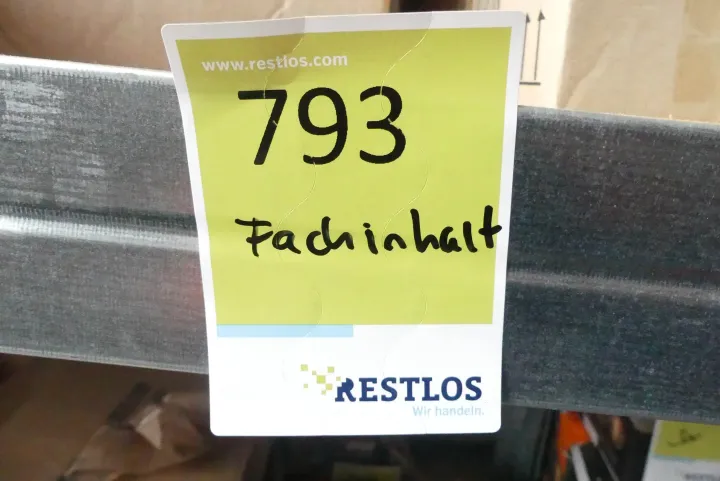 www.restlos.com
793
Fachinhalt
RESTLOS
Wir handeln.